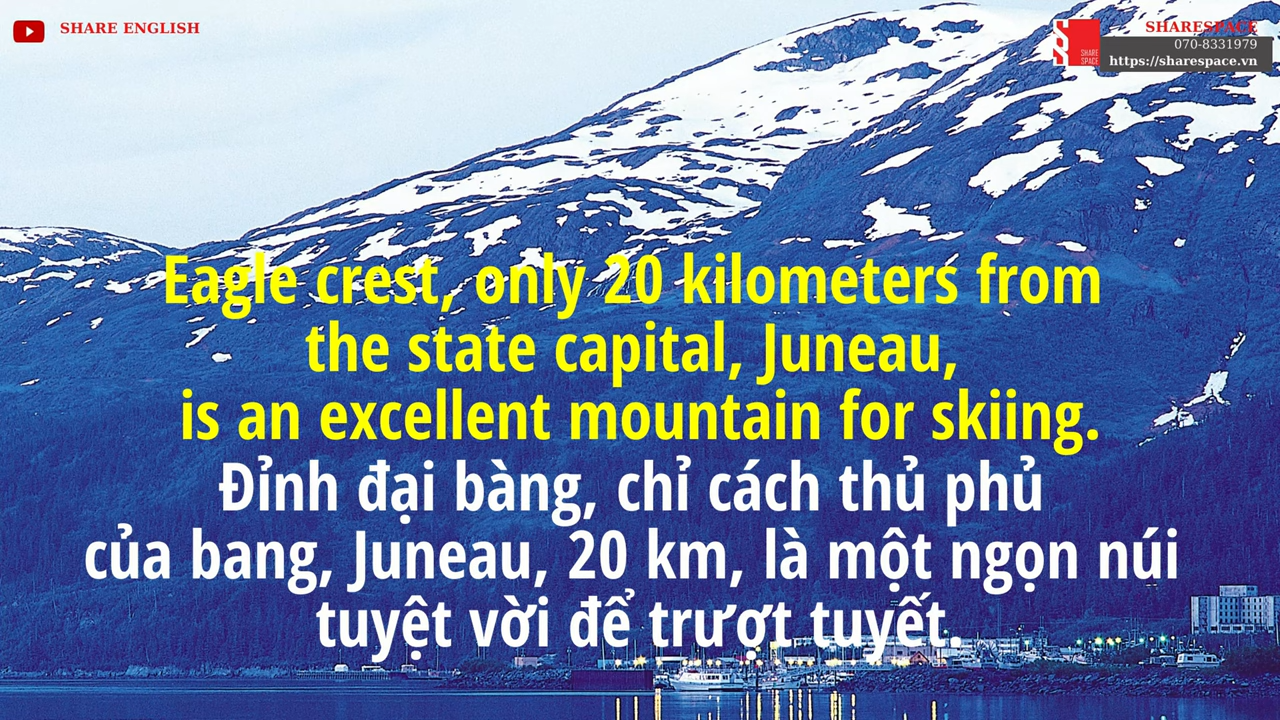 SHARE ENGLISH
SHARESPACE
070-8331979
https://sharespace.vn
SHARE
SPACE
Eagle crest, only 20 kilometers from
the state capital, Juneau,
is an excellent mountain for skiing.
Đỉnh đại bàng, chỉ cách thủ phủ
của bang, Juneau, 20 km, là một ngọn núi
tuyệt vời để trượt tuyết.